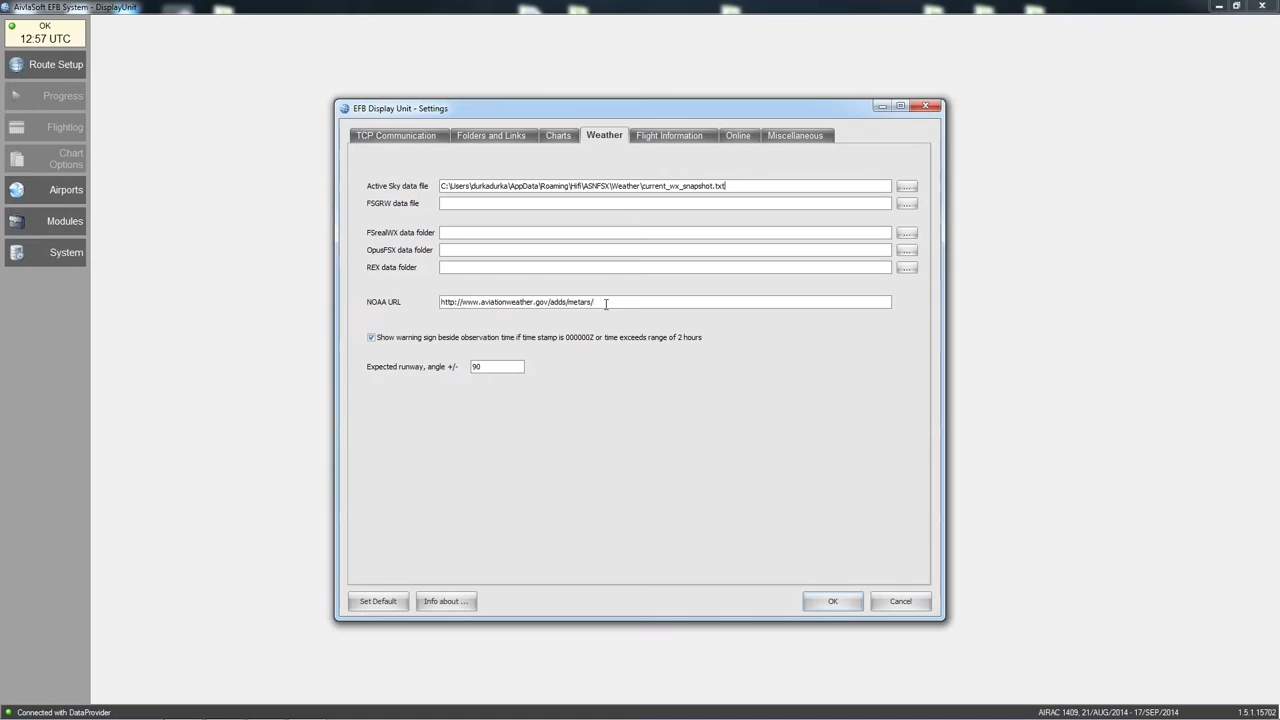 AivlaSoft EFB System - DisplayUnit
OK
12:57 UTC
Route Setup
Progress
Flightlog
Chart
Options
Airports
Modules
System
EFB Display Unit - Settings
TCP Communication Folders and Links Charts Weather Flight Information Online Miscellaneous
Active Sky data file C:\Users\durkadurka\AppData\Roaming\Hifi\ASNFSX\Weather\current_wx_snapshot.txt ...
FSGRW data file ...
FSrealWX data folder ...
OpusFSX data folder ...
REX data folder ...
NOAA URL http://www.aviationweather.gov/adds/metars/
Show warning sign beside observation time if time stamp is 000000Z or time exceeds range of 2 hours
Expected runway, angle +/- 90
Set Default Info about ... OK Cancel
Connected with DataProvider AIRAC 1409, 21/AUG/2014 - 17/SEP/2014 1.5.1.15702